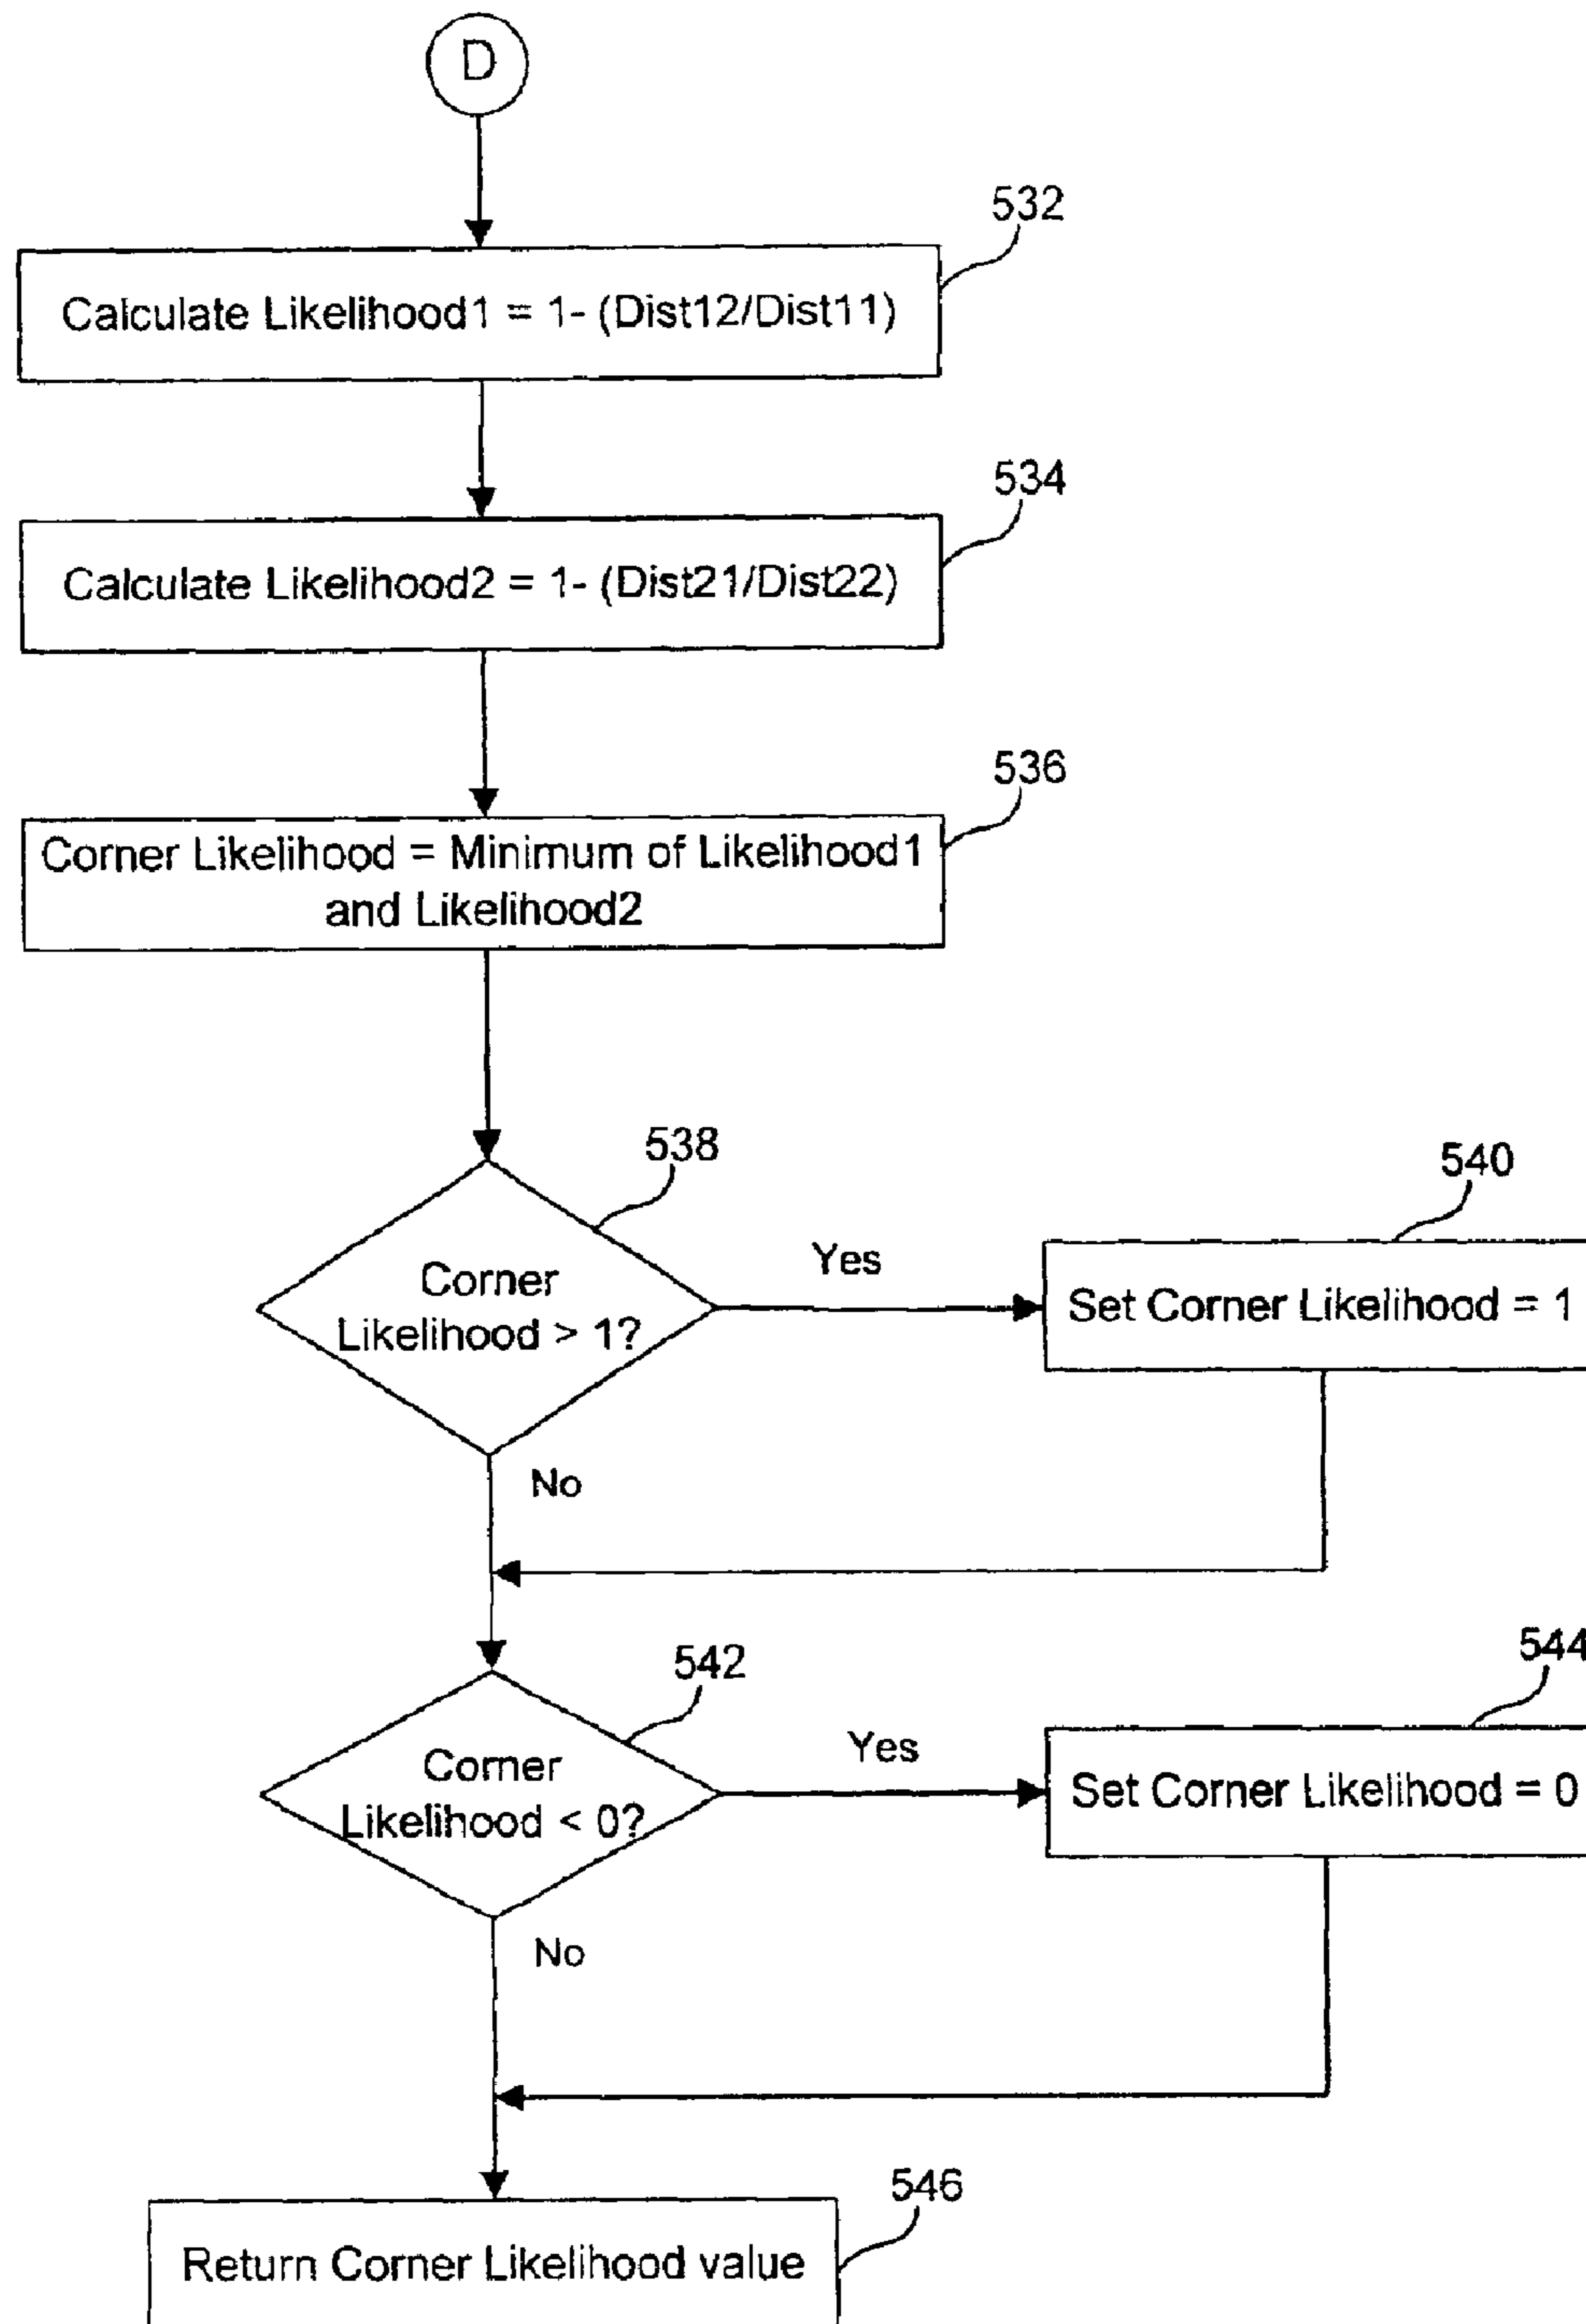 D
532
Calculate Likelihood1 = 1- (Dist12/Dist11)
534
Calculate Likelihood2 = 1- (Dist21/Dist22)
536
Corner Likelihood = Minimum of Likelihood1
and Likelihood2
538
540
Corner
Likelihood > 1?
Yes
Set Corner Likelihood = 1
No
542
544
Corner
Likelihood < 0?
Yes
Set Corner Likelihood = 0
No
546
Return Corner Likelihood value